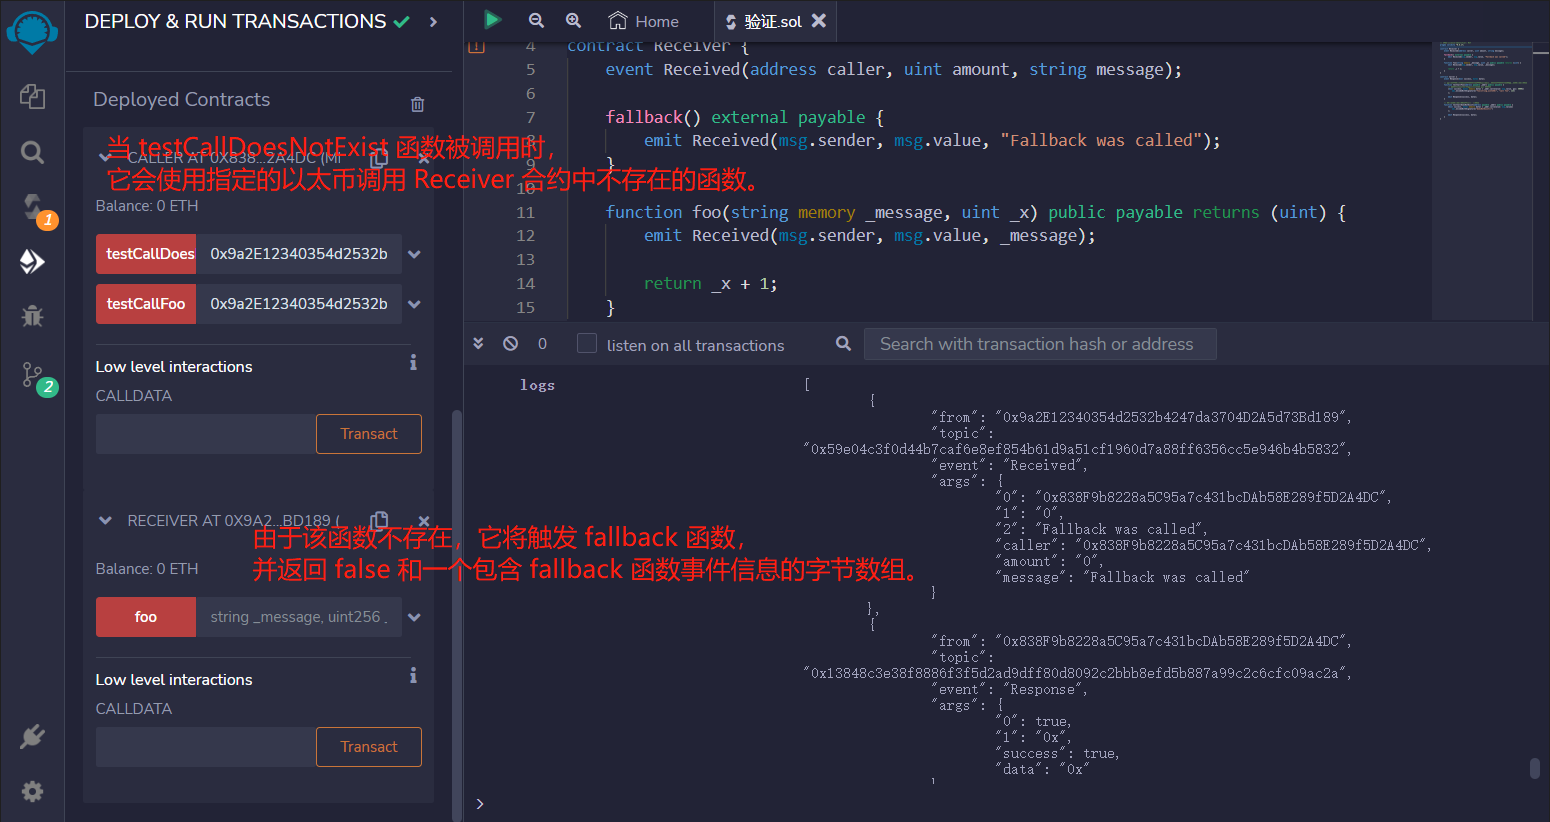 DEPLOY & RUN TRANSACTIONS
Deployed Contracts
当 testCallDoesNotExist 函数被调用时，
CALLER AT 0X838...2A4DC (M
它会使用指定的以太币调用 Receiver 合约中不存在的函数。
Balance: 0 ETH
testCallDoes 0x9a2E12340354d2532b
testCallFoo 0x9a2E12340354d2532b
Low level interactions
CALLDATA
Transact
RECEIVER AT 0X9A2...BD189 (
由于该函数不存在，它将触发 fallback 函数，
并返回 false 和一个包含 fallback 函数事件信息的字节数组。
Balance: 0 ETH
foo string _message, uint256 _
Low level interactions
CALLDATA
Transact
1
2
Home
验证.sol
4 contract Receiver {
5 event Received(address caller, uint amount, string message);
6
7 fallback() external payable {
8 emit Received(msg.sender, msg.value, "Fallback was called");
9 }
10
11 function foo(string memory _message, uint _x) public payable returns (uint) {
12 emit Received(msg.sender, msg.value, _message);
13
14 return _x + 1;
15 }
0 listen on all transactions Search with transaction hash or address
logs [
{
"from": "0x9a2E12340354d2532b4247da3704D2A5d73Bd189",
"topic":
"0x59e04c3f0d44b7caf6e8ef854b61d9a51cf1960d7a88ff6356cc5e946b4b5832",
"event": "Received",
"args": {
"0": "0x838F9b8228a5C95a7c431bcDAb58E289f5D2A4DC",
"1": "0",
"2": "Fallback was called",
"caller": "0x838F9b8228a5C95a7c431bcDAb58E289f5D2A4DC",
"amount": "0",
"message": "Fallback was called"
}
},
{
"from": "0x838F9b8228a5C95a7c431bcDAb58E289f5D2A4DC",
"topic":
"0x13848c3e38f8886f3f5d2ad9dff80d8092c2bbb8efd5b887a99c2c6cfc09ac2a",
"event": "Response",
"args": {
"0": true,
"1": "0x",
"success": true,
"data": "0x"
}
>